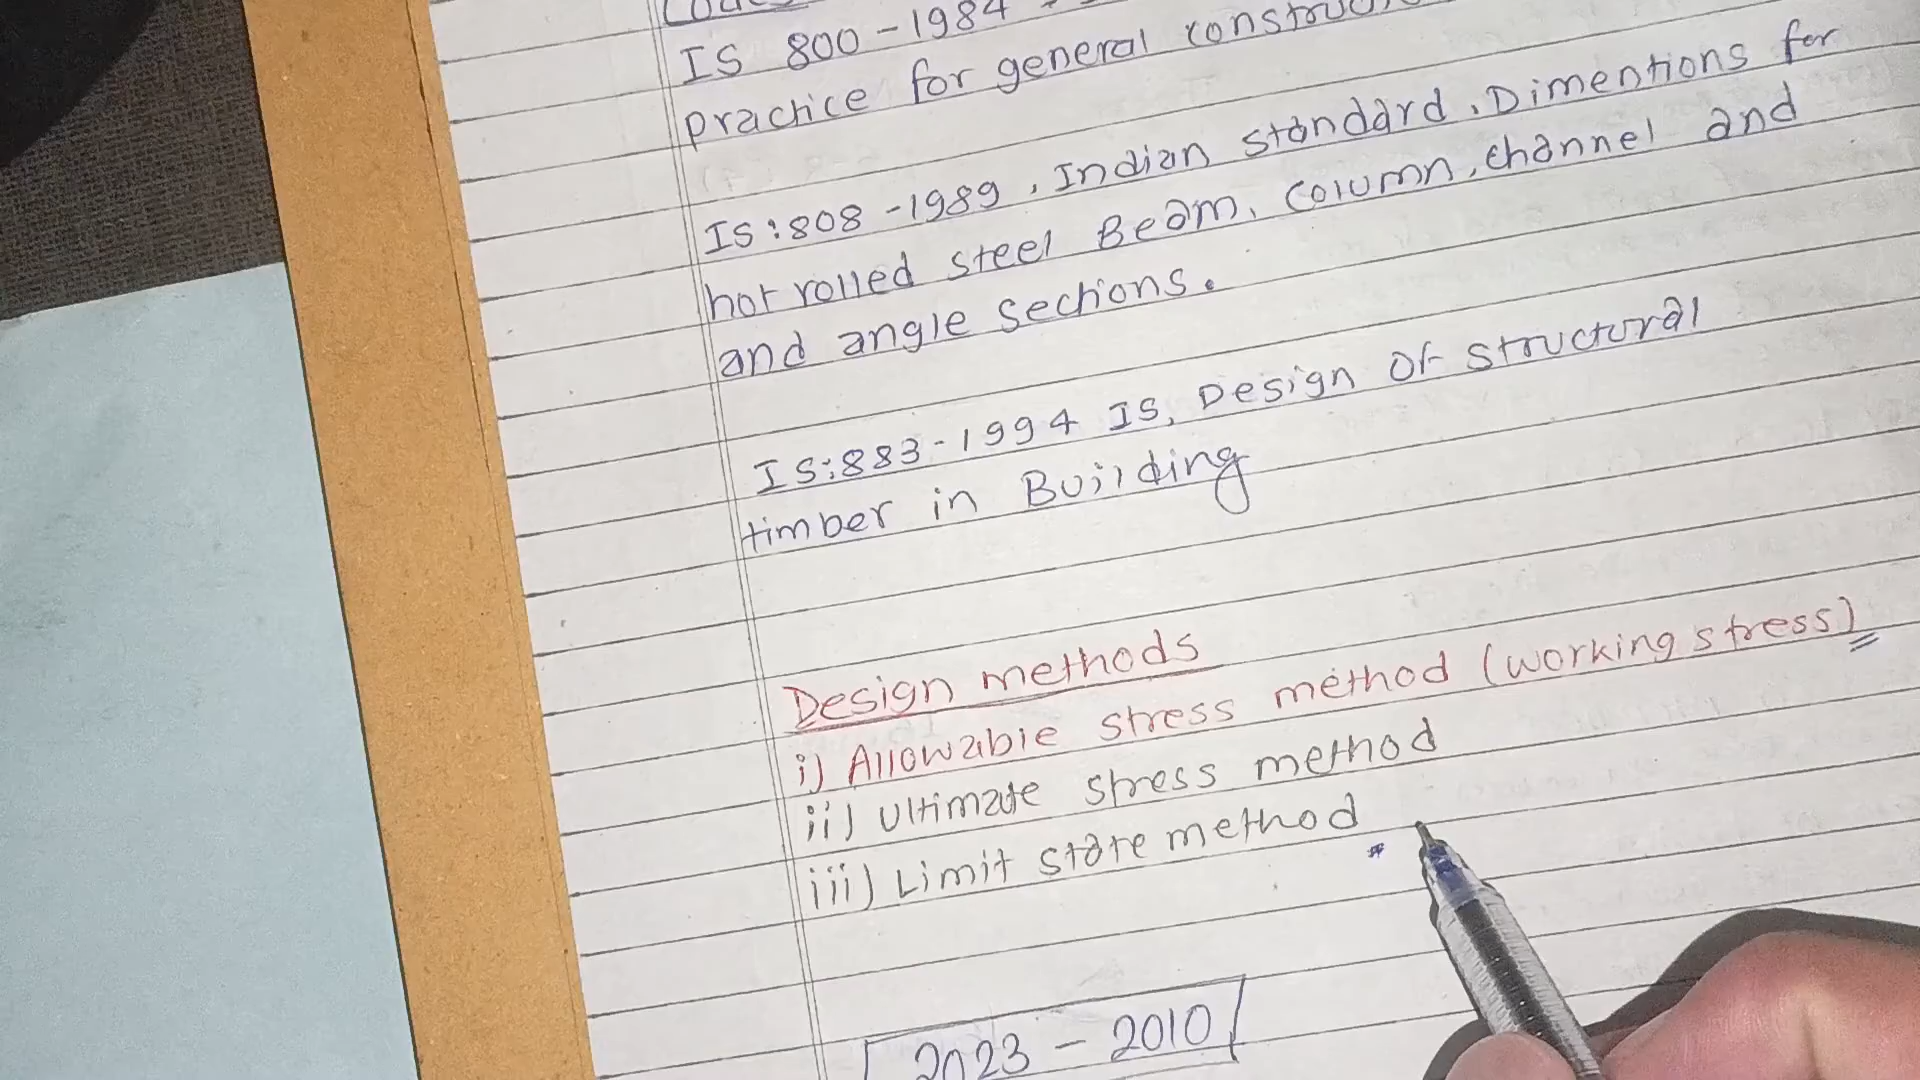 IS 800-1984
practice for general
IS:808-1989, Indian standard, Dimentions for
hot rolled steel Beam, column, channel and
and angle sections.
IS:883-1994 IS, Design of structural
timber in Building
Design methods
i) Allowable stress method (working stress)
ii) Ultimate stress method
iii) Limit state method
2023-2010